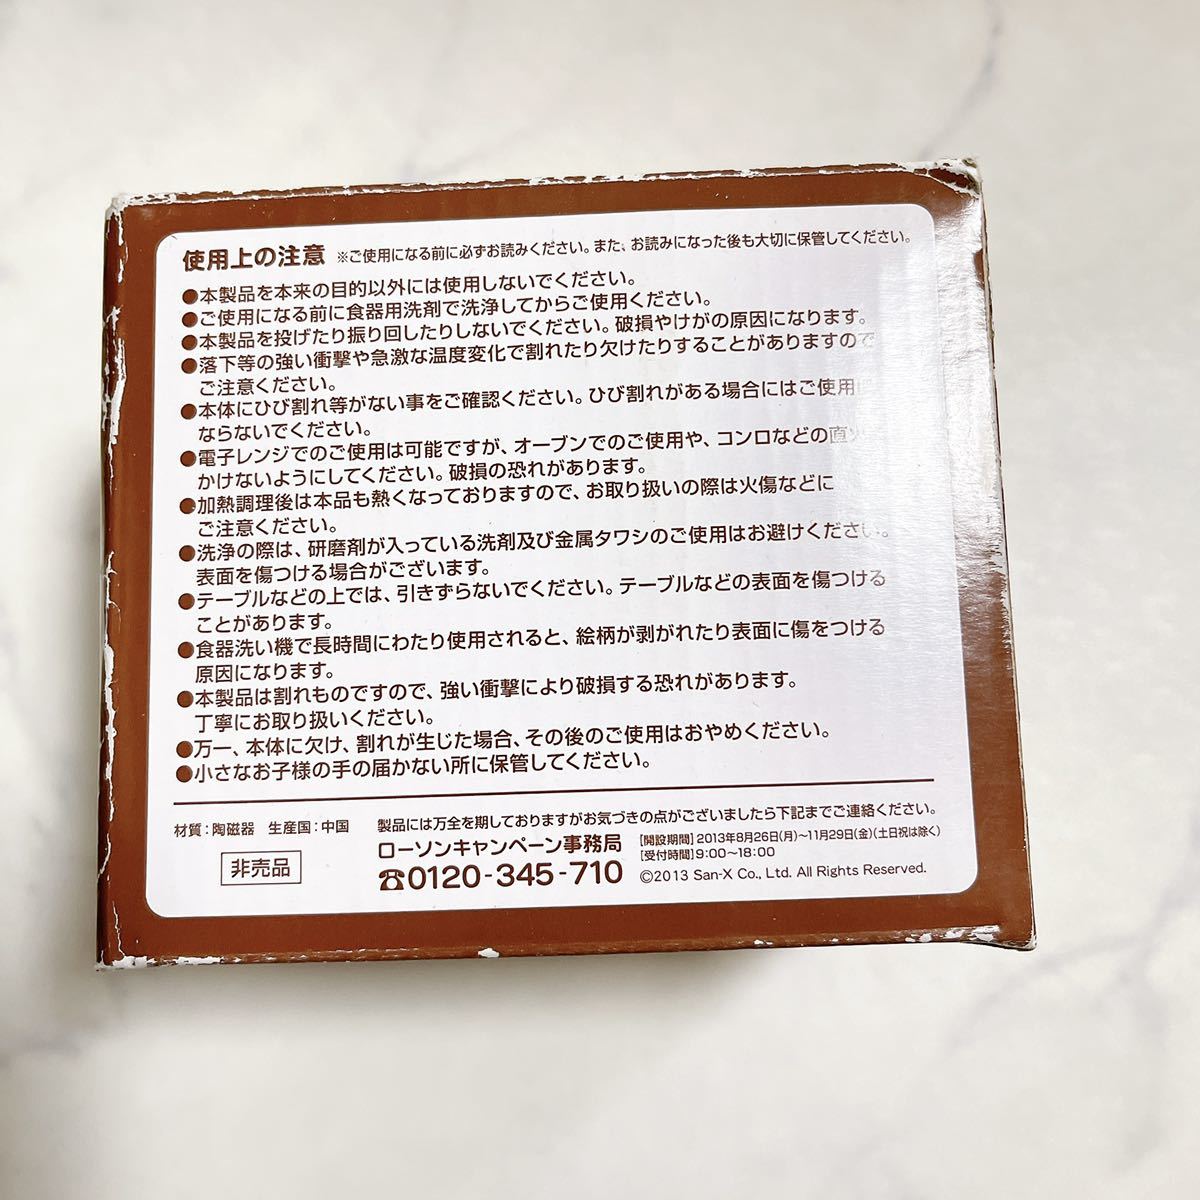 使用上の注意 ※ご使用になる前に必ずお読みください。また、お読みになった後も大切に保管してください。
●本製品を本来の目的以外には使用しないでください。
●ご使用になる前に食器用洗剤で洗浄してからご使用ください。
●本製品を投げたり振り回したりしないでください。破損やけがの原因になります。
●落下等の強い衝撃や急激な温度変化で割れたり欠けたりすることがありますので
ご注意ください。
●本体にひび割れ等がない事をご確認ください。ひび割れがある場合にはご使用に
ならないでください。
●電子レンジでのご使用は可能ですが、オーブンでのご使用や、コンロなどの直火
かけないようにしてください。破損の恐れがあります。
●加熱調理後は本品も熱くなっておりますので、お取り扱いの際は火傷などに
ご注意ください。
●洗浄の際は、研磨剤が入っている洗剤及び金属タワシのご使用はお避けください。
表面を傷つける場合がございます。
●テーブルなどの上では、引きずらないでください。テーブルなどの表面を傷つける
ことがあります。
●食器洗い機で長時間にわたり使用されると、絵柄が剥がれたり表面に傷をつける
原因になります。
●本製品は割れものですので、強い衝撃により破損する恐れがあります。
丁寧にお取り扱いください。
●万一、本体に欠け、割れが生じた場合、その後のご使用はおやめください。
●小さなお子様の手の届かない所に保管してください。
材質：陶磁器 生産国：中国
非売品
製品には万全を期しておりますがお気づきの点がございましたら下記までご連絡ください。
ローソンキャンペーン事務局
☎0120-345-710
[開設期間]2013年8月26日(月)〜11月29日(金)(土日祝は除く)
[受付時間]9:00〜18:00
©2013 San-X Co., Ltd. All Rights Reserved.